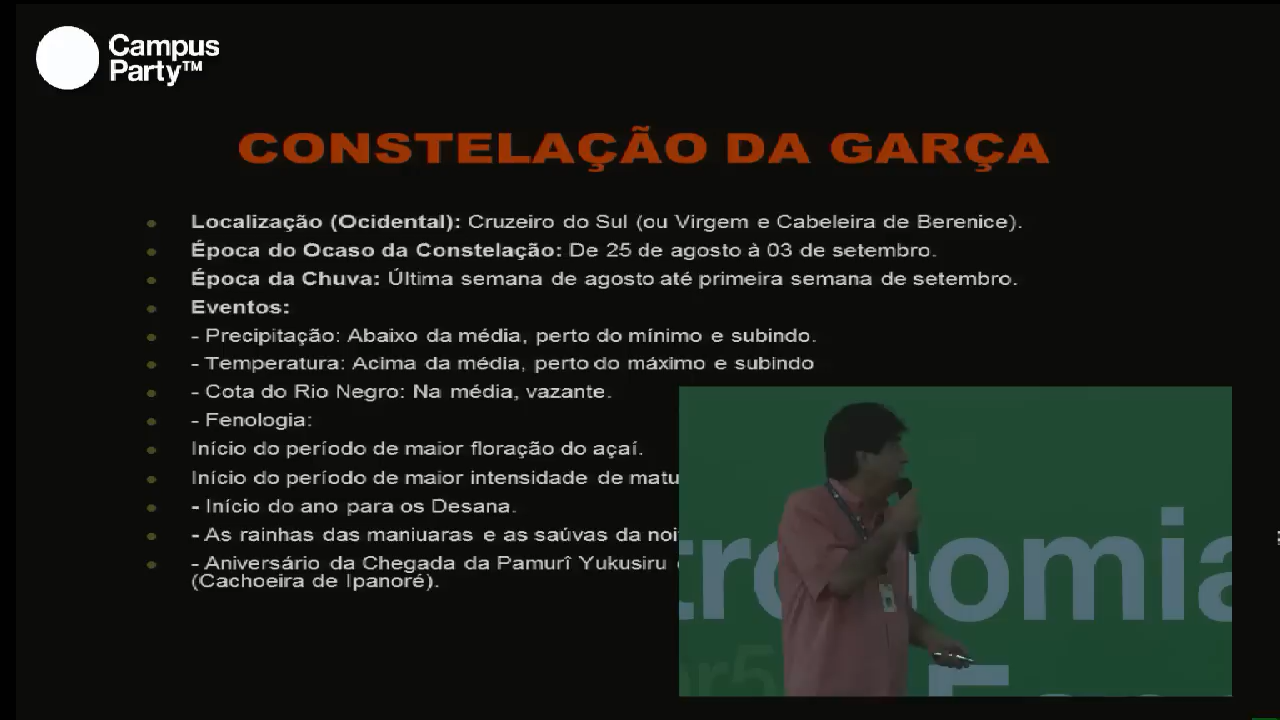 Campus
Party™
CONSTELAÇÃO DA GARÇA
Localização (Ocidental): Cruzeiro do Sul (ou Virgem e Cabeleira de Berenice).
Época do Ocaso da Constelação: De 25 de agosto à 03 de setembro.
Época da Chuva: Última semana de agosto até primeira semana de setembro.
Eventos:
- Precipitação: Abaixo da média, perto do mínimo e subindo.
- Temperatura: Acima da média, perto do máximo e subindo
- Cota do Rio Negro: Na média, vazante.
- Fenologia:
Início do período de maior floração do açaí.
Início do período de maior intensidade de matu
- Início do ano para os Desana.
- As rainhas das maniuaras e as saúvas da noi
- Aniversário da Chegada da Pamurî Yukusiru
(Cachoeira de Ipanoré).
tronomia